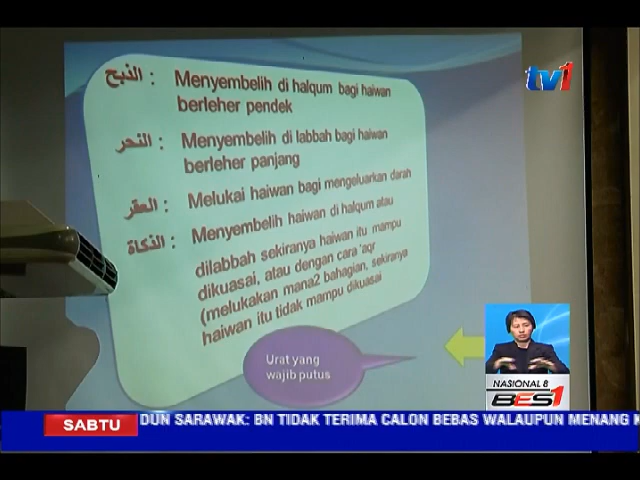 الذبح : Menyembelih di halqum bagi haiwan
berleher pendek
النحر : Menyembelih di labbah bagi haiwan
berleher panjang
العقر : Melukai haiwan bagi mengeluarkan darah
الذكاة : Menyembelih haiwan di halqum atau
dilabbah sekiranya haiwan itu mampu
dikuasai, atau dengan cara 'aqr
(melukakan mana2 bahagian, sekiranya
haiwan itu tidak mampu dikuasai
Urat yang
wajib putus
tv1
NASIONAL 8
BES1
SABTU
DUN SARAWAK: BN TIDAK TERIMA CALON BEBAS WALAUPUN MENANG K